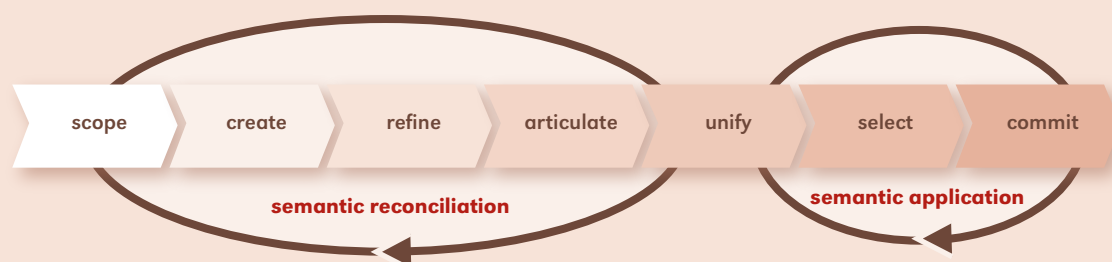 scope
create
refine
articulate
unify
select
commit
semantic reconciliation
semantic application